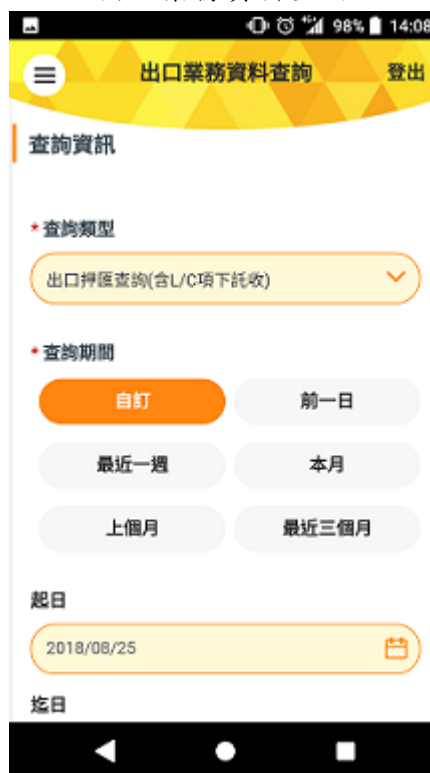 98% 14:08
出口業務資料查詢 登出
查詢資訊
*查詢類型
出口押匯查詢(含L/C項下託收)
*查詢期間
自訂 前一日
最近一週 本月
上個月 最近三個月
起日
2018/08/25
迄日